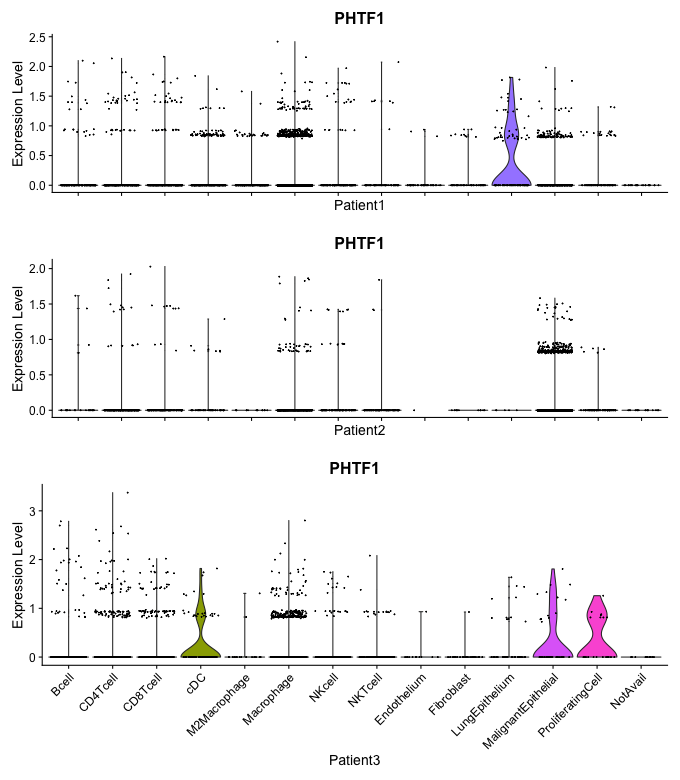 PHTF1
2.5
2.0
1.5
1.0
0.5
0.0
Expression Level
Patient1
PHTF1
2.0
1.5
1.0
0.5
0.0
Expression Level
Patient2
PHTF1
3
2
1
0
Expression Level
Bcell
CD4Tcell
CD8Tcell
cDC
M2Macrophage
Macrophage
NKcell
NKTcell
Endothelium
Fibroblast
LungEpithelium
MalignantEpithelial
ProliferatingCell
NotAvail
Patient3